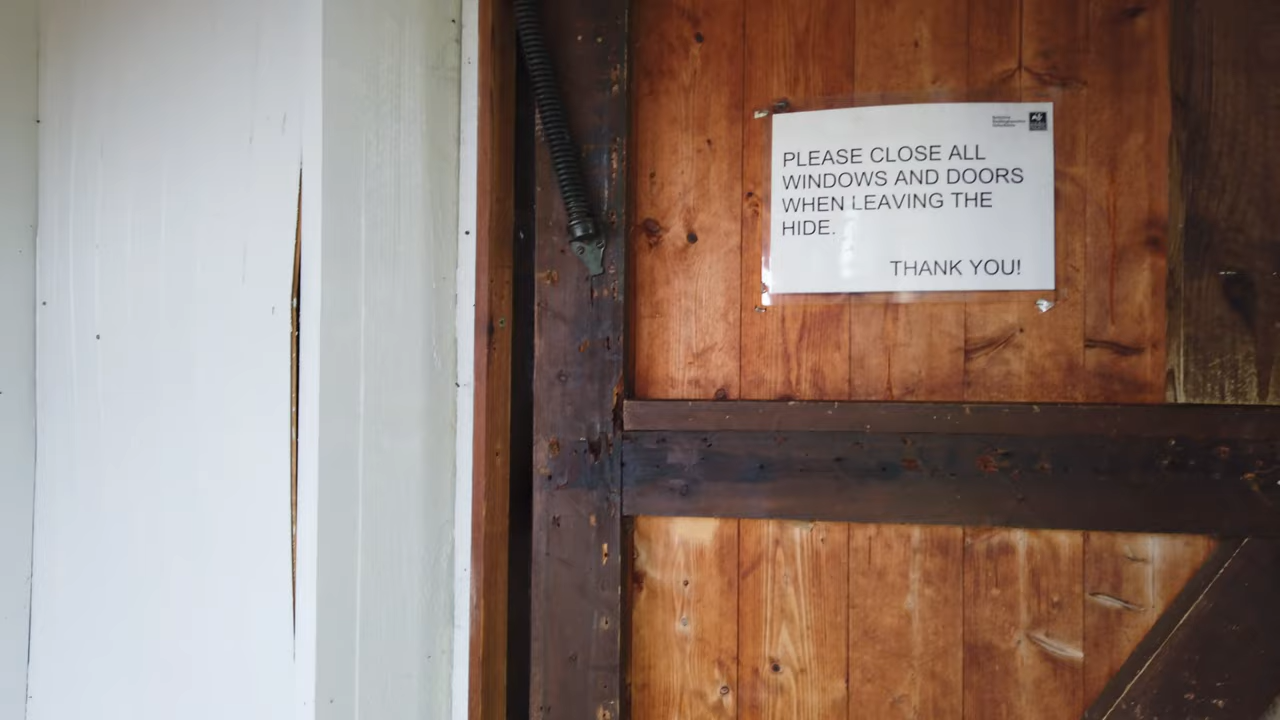 PLEASE CLOSE ALL
WINDOWS AND DOORS
WHEN LEAVING THE
HIDE.
THANK YOU!